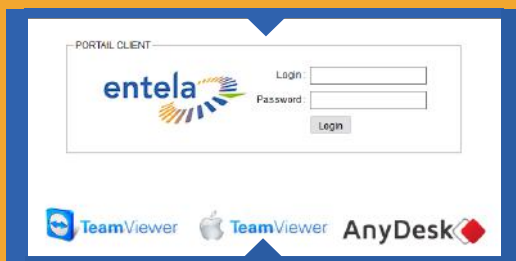 PORTAIL CLIENT
entela
Login :
Password :
Login
TeamViewer TeamViewer AnyDesk